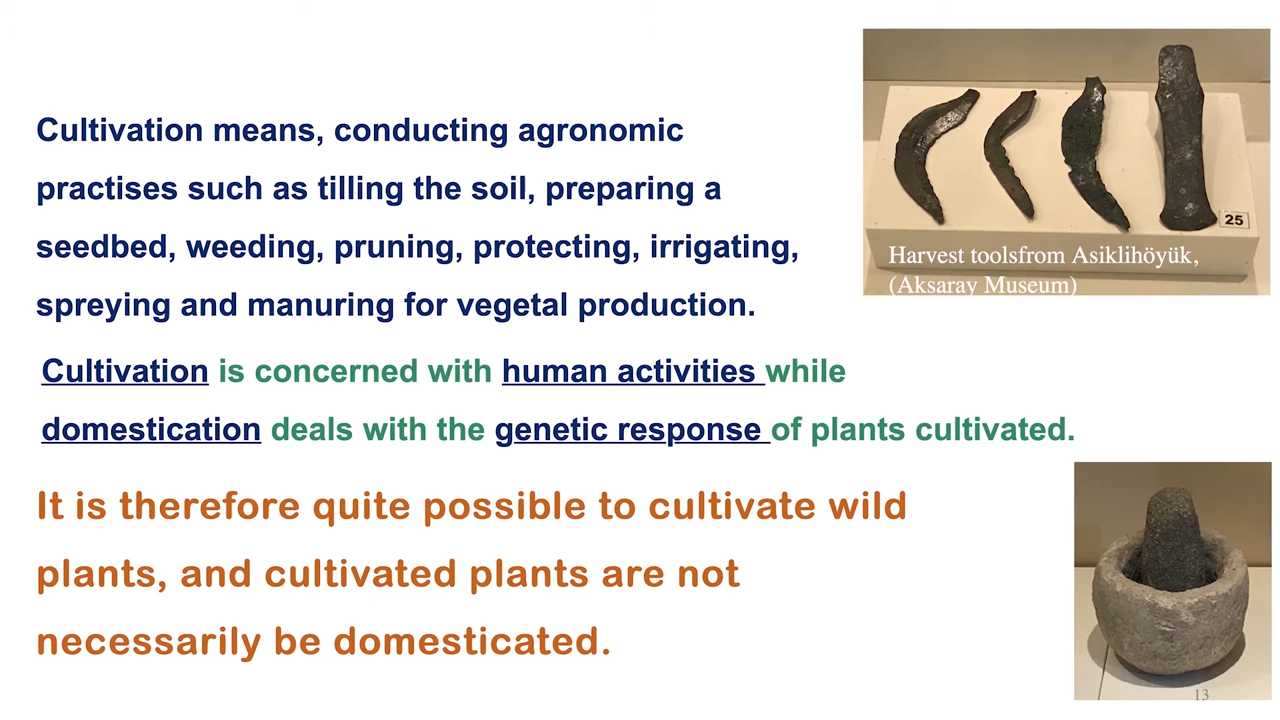 Cultivation means, conducting agronomic
practises such as tilling the soil, preparing a
seedbed, weeding, pruning, protecting, irrigating,
spreying and manuring for vegetal production.
Cultivation is concerned with human activities while
domestication deals with the genetic response of plants cultivated.
It is therefore quite possible to cultivate wild
plants, and cultivated plants are not
necessarily be domesticated.
25
Harvest toolsfrom Asiklihöyük,
(Aksaray Museum)
13